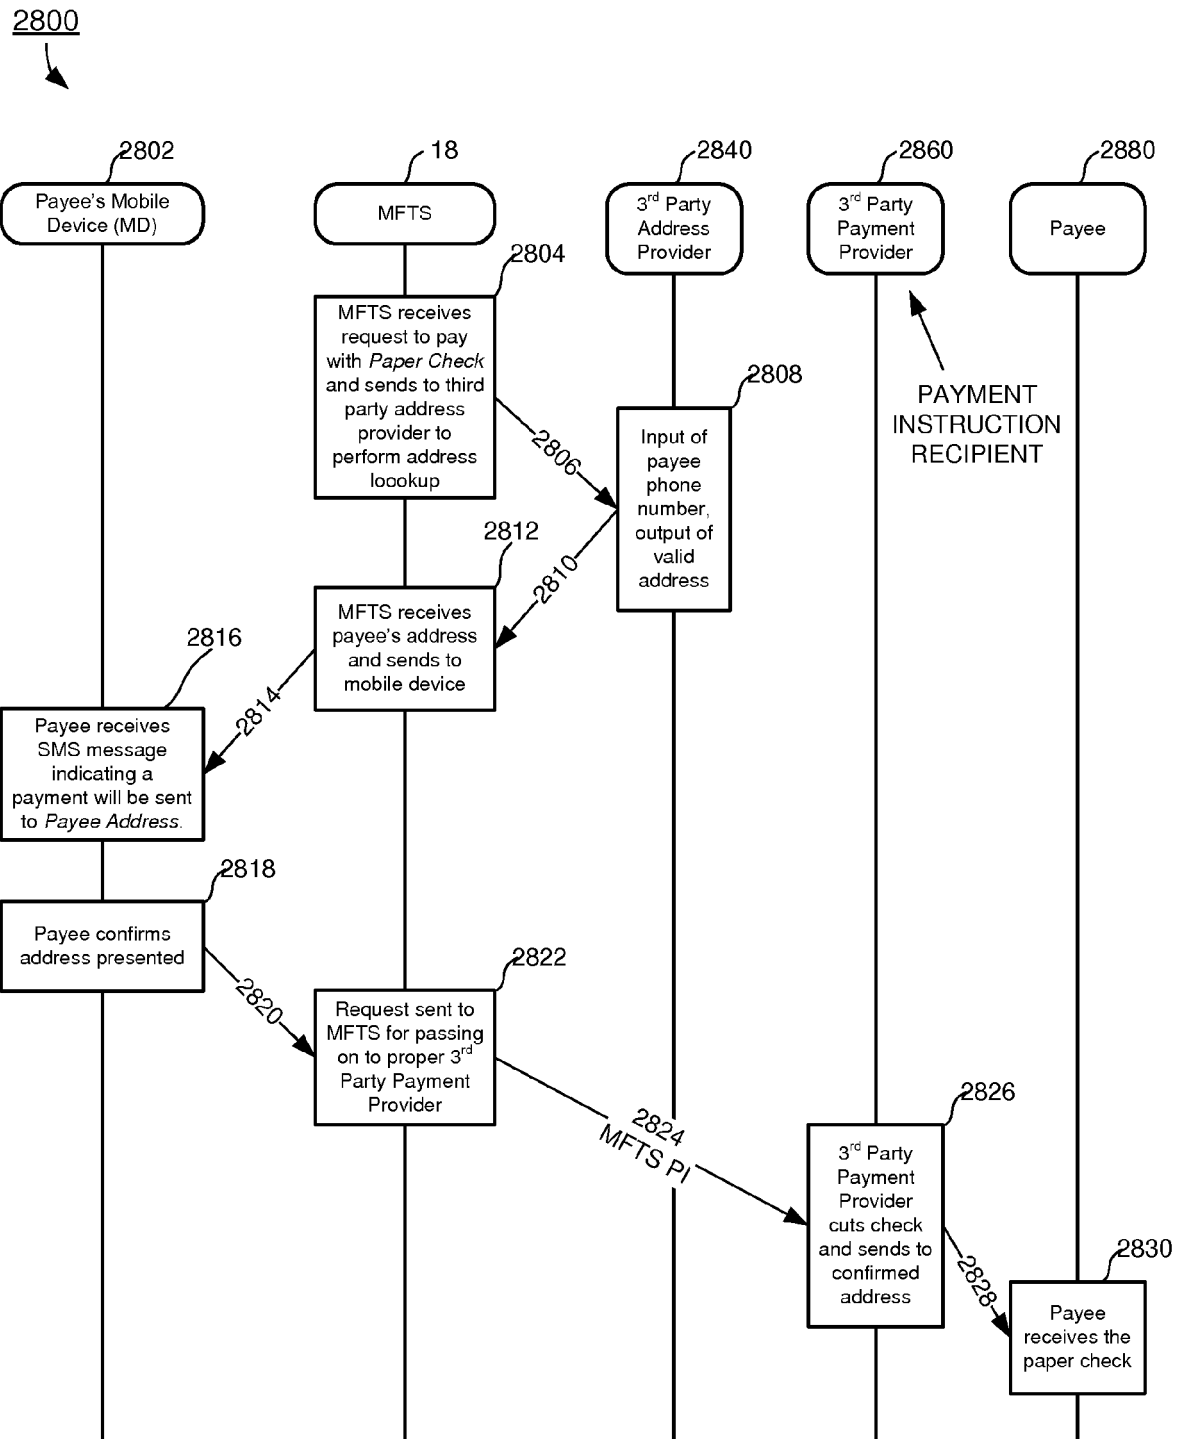 2800
2802
18
2840
2860
2880
Payee's Mobile
Device (MD)
MFTS
3rd Party
Address
Provider
3rd Party
Payment
Provider
Payee
2804
MFTS receives
request to pay
with Paper Check
and sends to third
party address
provider to
perform address
loookup
2806
2808
Input of
payee
phone
number,
output of
valid
address
PAYMENT
INSTRUCTION
RECIPIENT
2810
2812
MFTS receives
payee's address
and sends to
mobile device
2814
2816
Payee receives
SMS message
indicating a
payment will be sent
to Payee Address.
2818
Payee confirms
address presented
2820
2822
Request sent to
MFTS for passing
on to proper 3rd
Party Payment
Provider
2824
MFTS PI
2826
3rd Party
Payment
Provider
cuts check
and sends to
confirmed
address
2828
2830
Payee
receives the
paper check